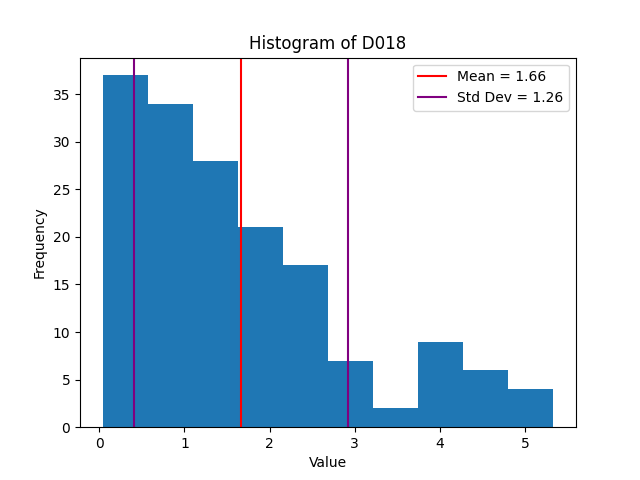 Histogram of D018
Mean = 1.66
Std Dev = 1.26
Frequency
35
30
25
20
15
10
5
0
0 1 2 3 4 5
Value